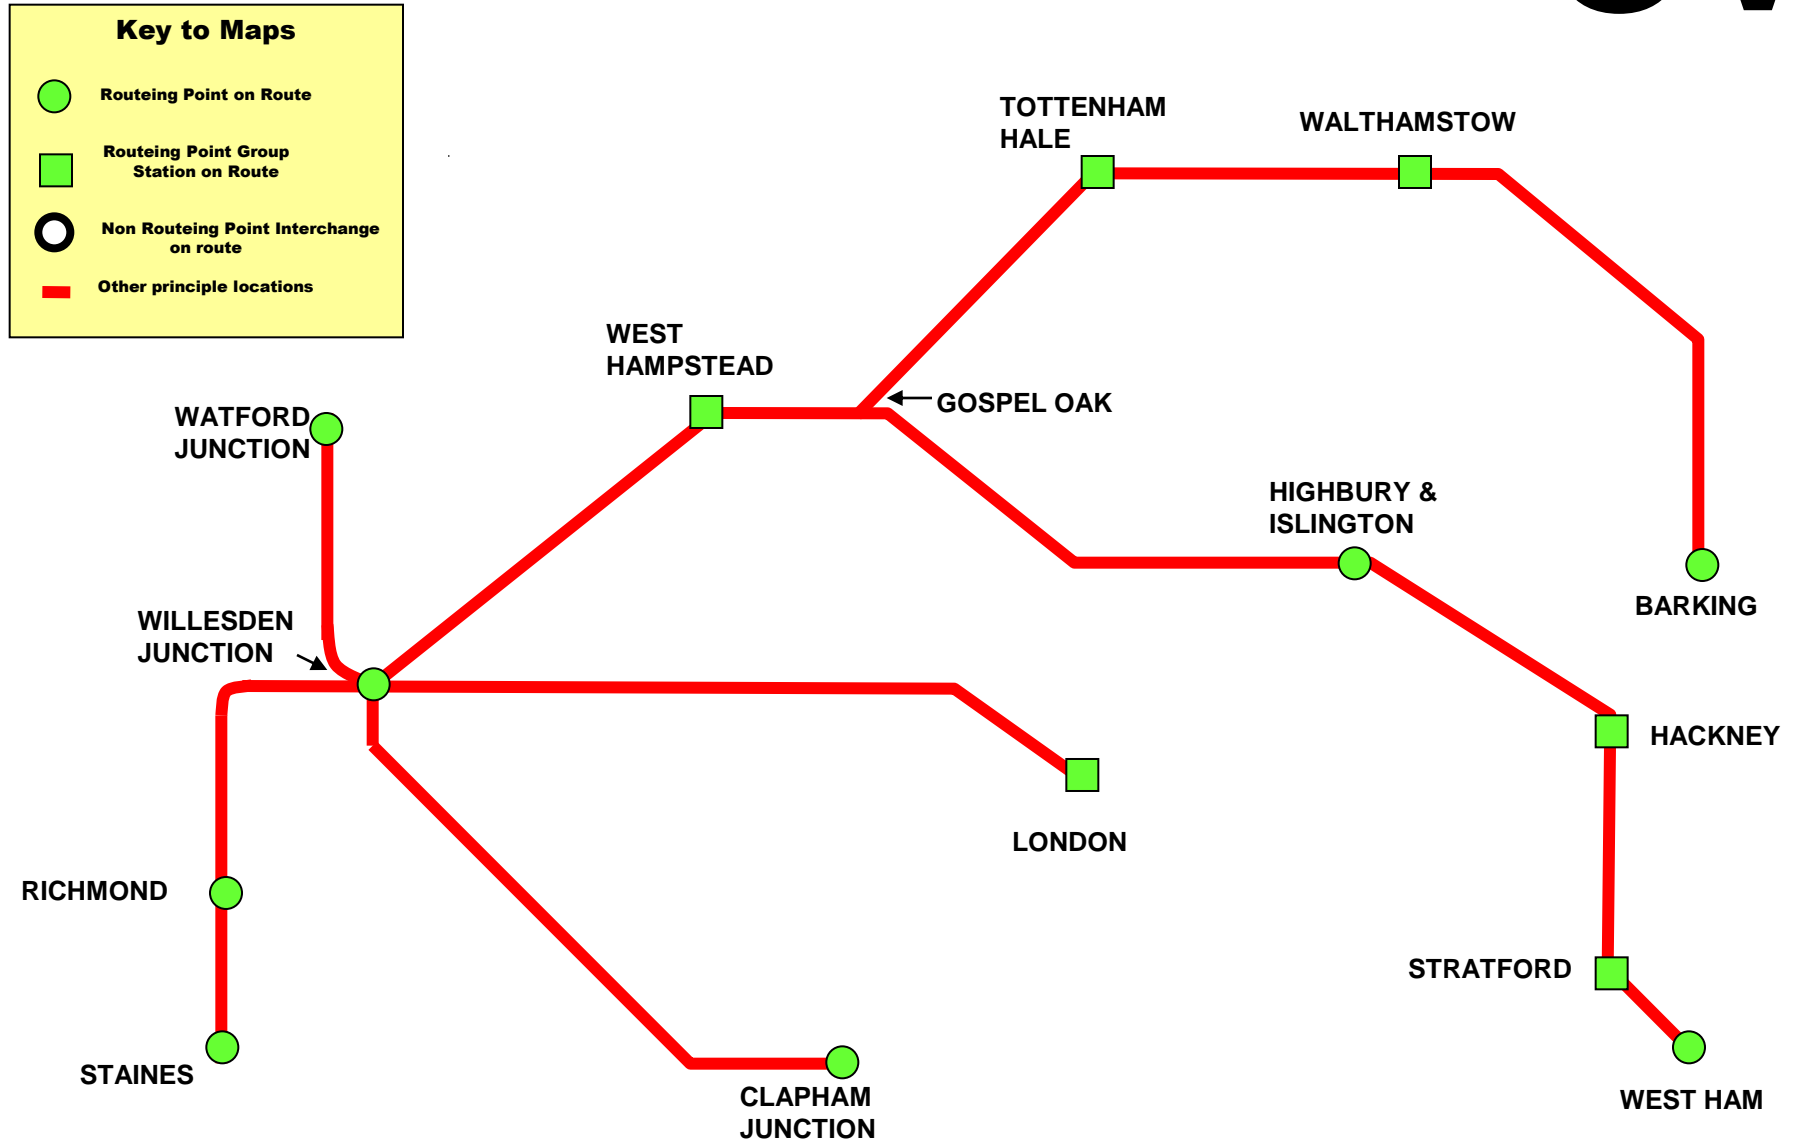 Key to Maps
Routeing Point on Route
Routeing Point Group
Station on Route
Non Routeing Point Interchange
on route
Other principle locations
TOTTENHAM
HALE
WALTHAMSTOW
WEST
HAMPSTEAD
GOSPEL OAK
WATFORD
JUNCTION
HIGHBURY &
ISLINGTON
BARKING
WILLESDEN
JUNCTION
HACKNEY
LONDON
RICHMOND
STRATFORD
STAINES
CLAPHAM
JUNCTION
WEST HAM